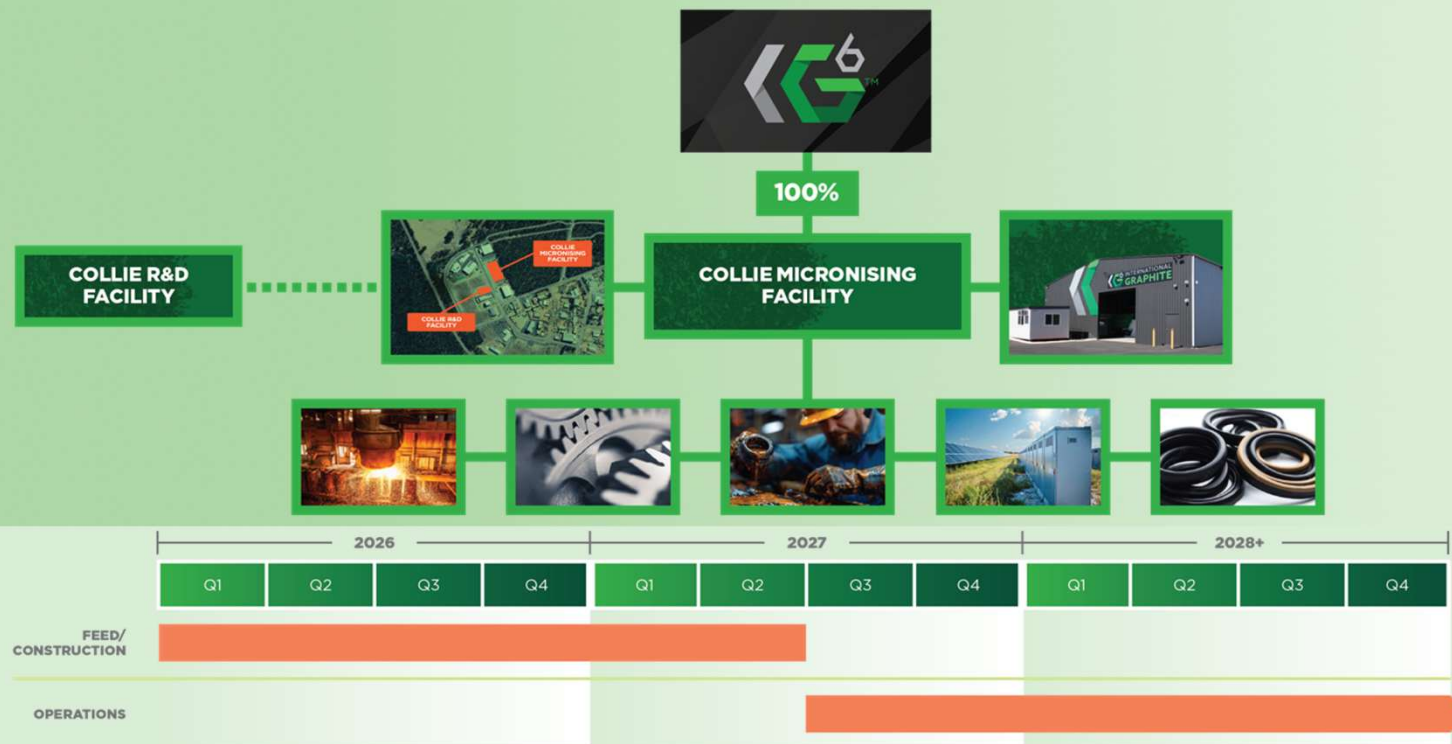 IG6™
100%
COLLIE R&D
FACILITY
COLLIE
MICRONISING
FACILITY
COLLIE R&D
FACILITY
COLLIE MICRONISING
FACILITY
INTERNATIONAL
GRAPHITE
2026
2027
2028+
Q1 Q2 Q3 Q4 Q1 Q2 Q3 Q4 Q1 Q2 Q3 Q4
FEED/
CONSTRUCTION
OPERATIONS